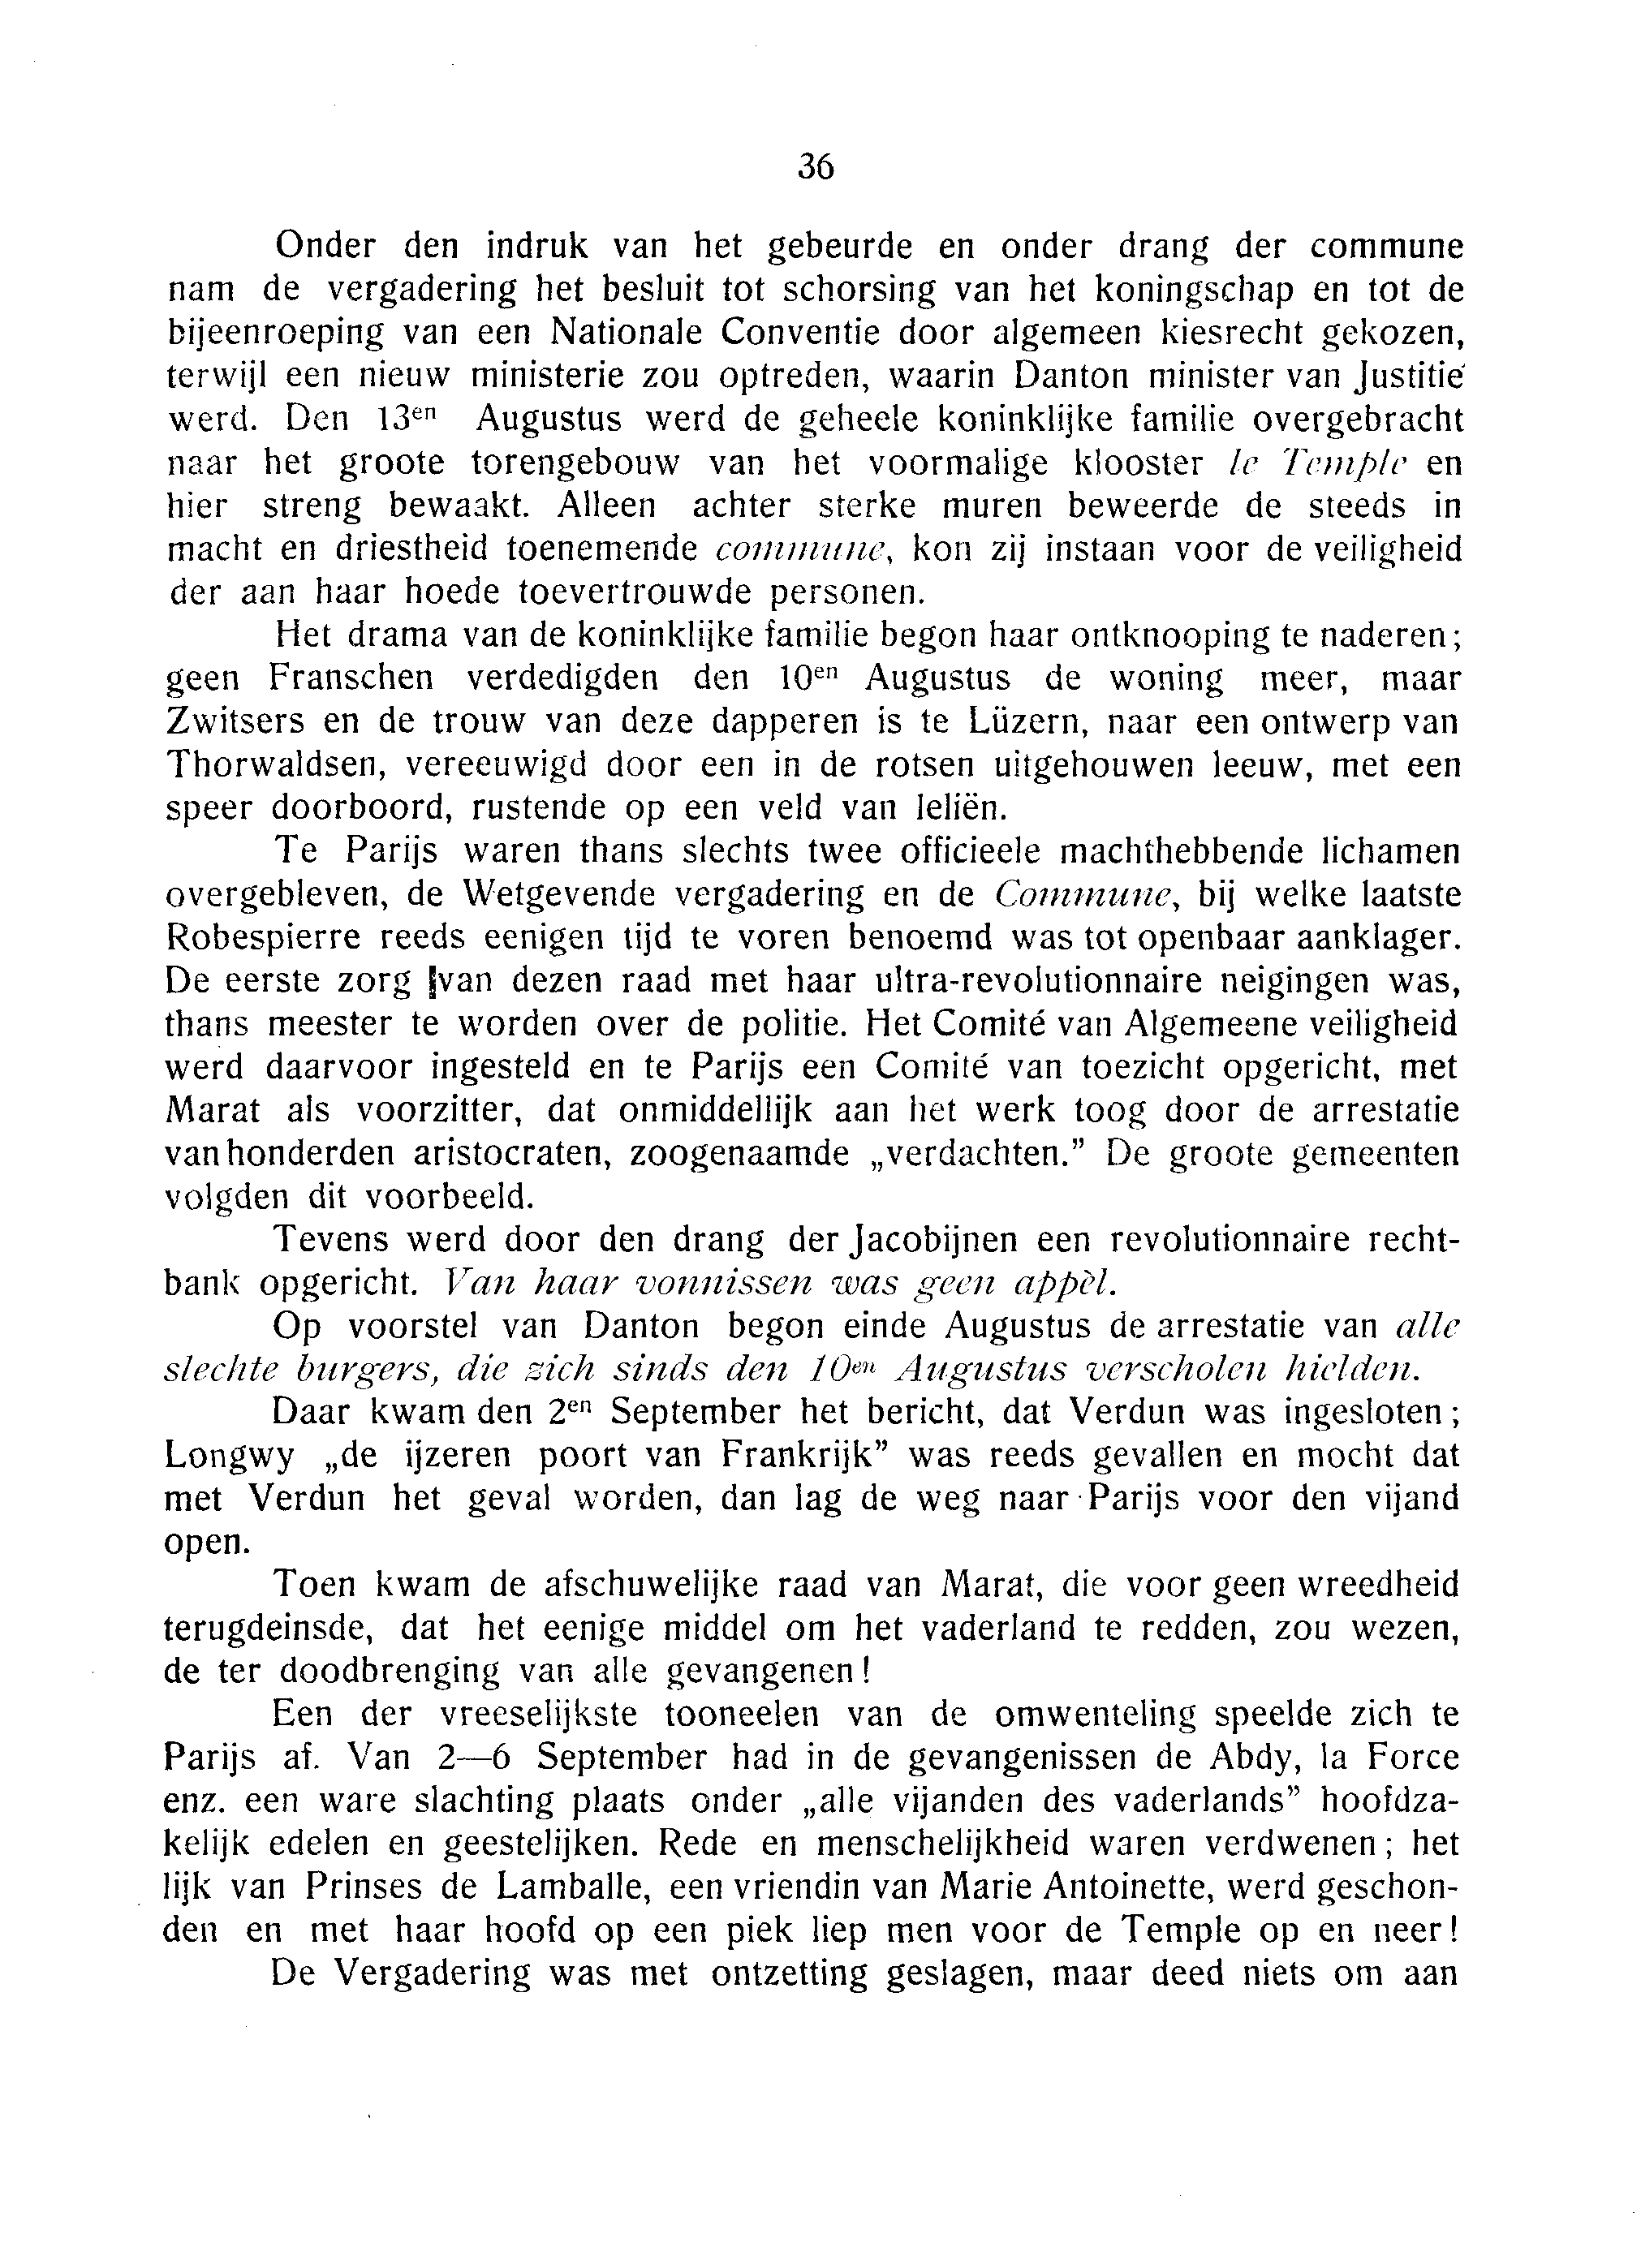 36
Onder den indruk van het gebeurde en onder drang der commune
nam de vergadering het besluit tot schorsing van het koningschap en tot de
bijeenroeping van een Nationale Conventie door algemeen kiesrecht gekozen,
terwijl een nieuw ministerie zou optreden, waarin Danton minister van Justitie
werd. Den 13en Augustus werd de geheele koninklijke familie overgebracht
naar het groote torengebouw van het voormalige klooster le Temple en
hier streng bewaakt. Alleen achter sterke muren beweerde de steeds in
macht en driestheid toenemende commune, kon zij instaan voor de veiligheid
der aan haar hoede toevertrouwde personen.
Het drama van de koninklijke familie begon haar ontknooping te naderen;
geen Franschen verdedigden den 10en Augustus de woning meer, maar
Zwitsers en de trouw van deze dapperen is te Lüzern, naar een ontwerp van
Thorwaldsen, vereeuwigd door een in de rotsen uitgehouwen leeuw, met een
speer doorboord, rustende op een veld van leliën.
Te Parijs waren thans slechts twee officieele machthebbende lichamen
overgebleven, de Wetgevende vergadering en de Commune, bij welke laatste
Robespierre reeds eenigen tijd te voren benoemd was tot openbaar aanklager.
De eerste zorg van dezen raad met haar ultra-revolutionnaire neigingen was,
thans meester te worden over de politie. Het Comité van Algemeene veiligheid
werd daarvoor ingesteld en te Parijs een Comité van toezicht opgericht, met
Marat als voorzitter, dat onmiddellijk aan het werk toog door de arrestatie
van honderden aristocraten, zoogenaamde „verdachten.” De groote gemeenten
volgden dit voorbeeld.
Tevens werd door den drang der Jacobijnen een revolutionnaire recht-
bank opgericht. Van haar vonnissen was geen appèl.
Op voorstel van Danton begon einde Augustus de arrestatie van alle
slechte burgers, die zich sinds den 10en Augustus verscholen hielden.
Daar kwam den 2en September het bericht, dat Verdun was ingesloten;
Longwy „de ijzeren poort van Frankrijk” was reeds gevallen en mocht dat
met Verdun het geval worden, dan lag de weg naar Parijs voor den vijand
open.
Toen kwam de afschuwelijke raad van Marat, die voor geen wreedheid
terugdeinsde, dat het eenige middel om het vaderland te redden, zou wezen,
de ter doodbrenging van alle gevangenen!
Een der vreeselijkste tooneelen van de omwenteling speelde zich te
Parijs af. Van 2—6 September had in de gevangenissen de Abdy, la Force
enz. een ware slachting plaats onder „alle vijanden des vaderlands” hoofdza-
kelijk edelen en geestelijken. Rede en menschelijkheid waren verdwenen; het
lijk van Prinses de Lamballe, een vriendin van Marie Antoinette, werd geschon-
den en met haar hoofd op een piek liep men voor de Temple op en neer!
De Vergadering was met ontzetting geslagen, maar deed niets om aan